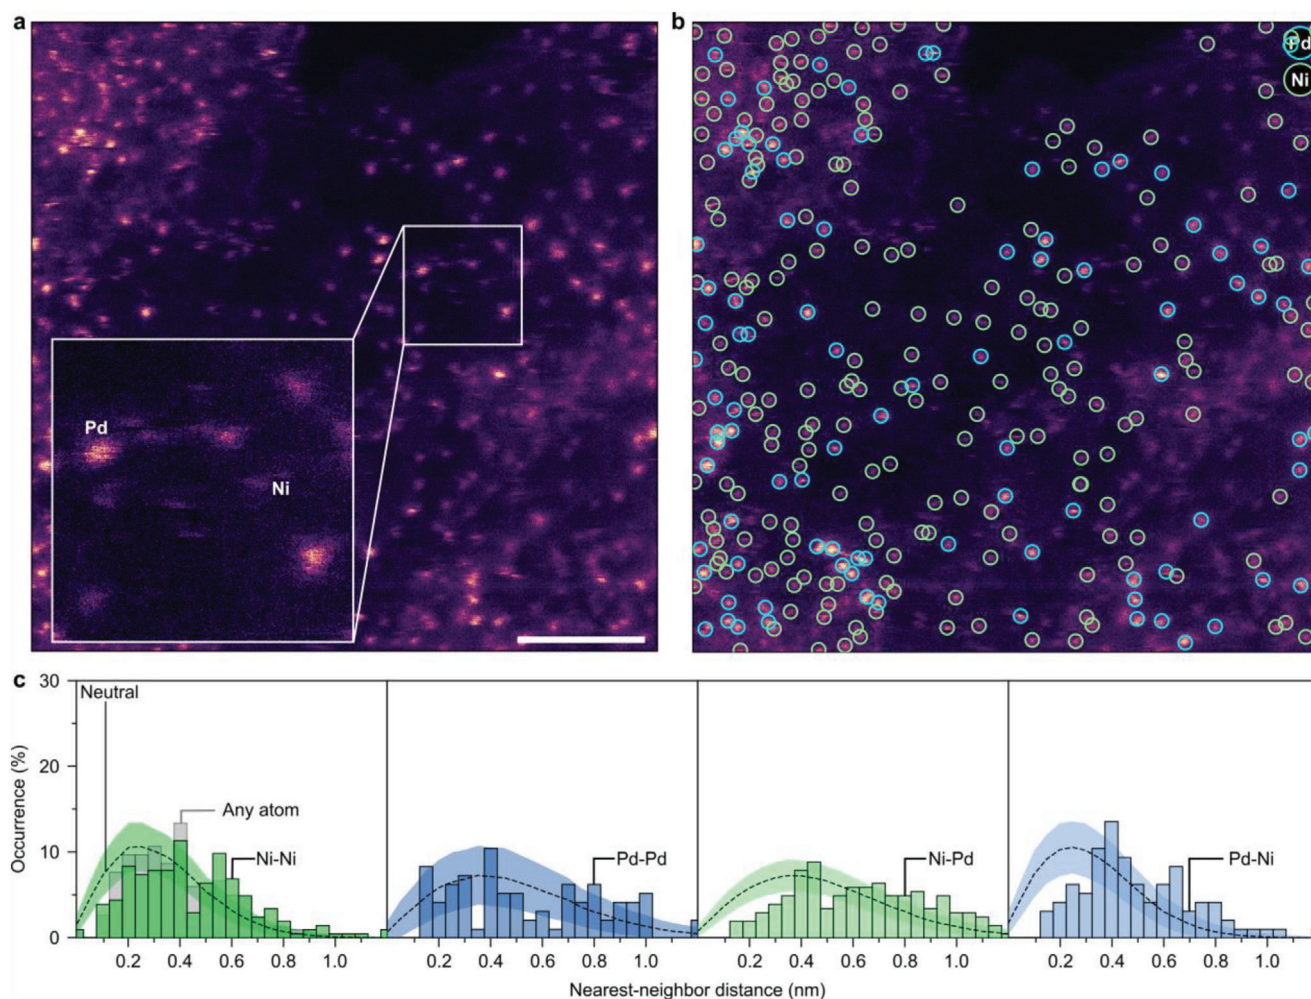 a
b
Pd
Ni
Pd
Ni
c
Occurrence (%)
30
20
10
0
Neutral
Any atom
Ni-Ni
Pd-Pd
Ni-Pd
Pd-Ni
0.2 0.4 0.6 0.8 1.0 0.2 0.4 0.6 0.8 1.0 0.2 0.4 0.6 0.8 1.0 0.2 0.4 0.6 0.8 1.0
Nearest-neighbor distance (nm)